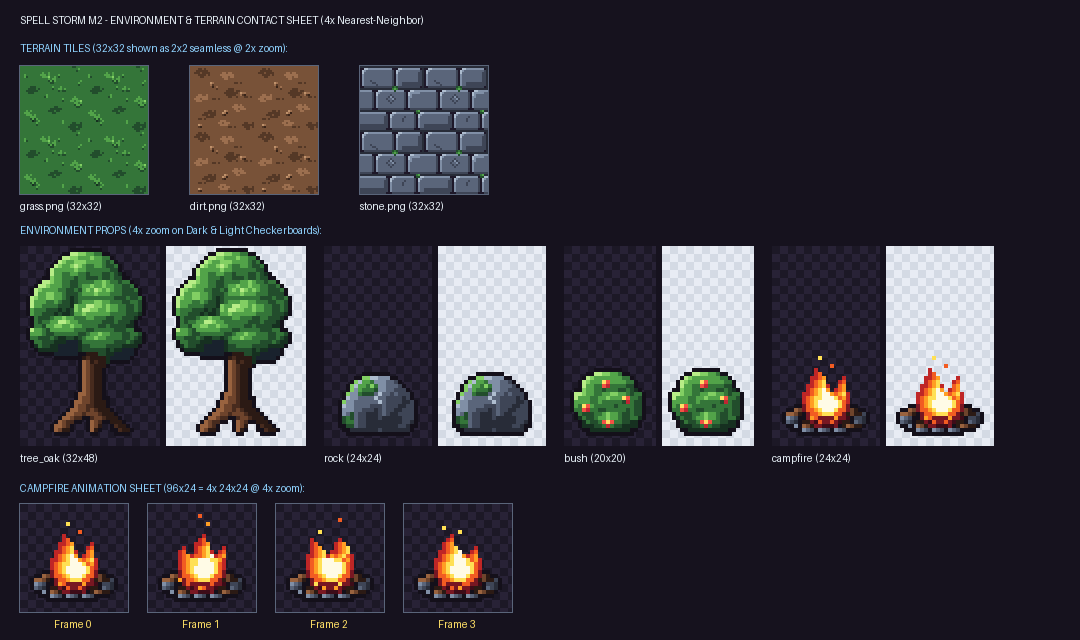 SPELL STORM M2 - ENVIRONMENT & TERRAIN CONTACT SHEET (4x Nearest-Neighbor)
TERRAIN TILES (32x32 shown as 2x2 seamless @ 2x zoom):
grass.png (32x32) dirt.png (32x32) stone.png (32x32)
ENVIRONMENT PROPS (4x zoom on Dark & Light Checkerboards):
tree_oak (32x48) rock (24x24) bush (20x20) campfire (24x24)
CAMPFIRE ANIMATION SHEET (96x24 = 4x 24x24 @ 4x zoom):
Frame 0 Frame 1 Frame 2 Frame 3